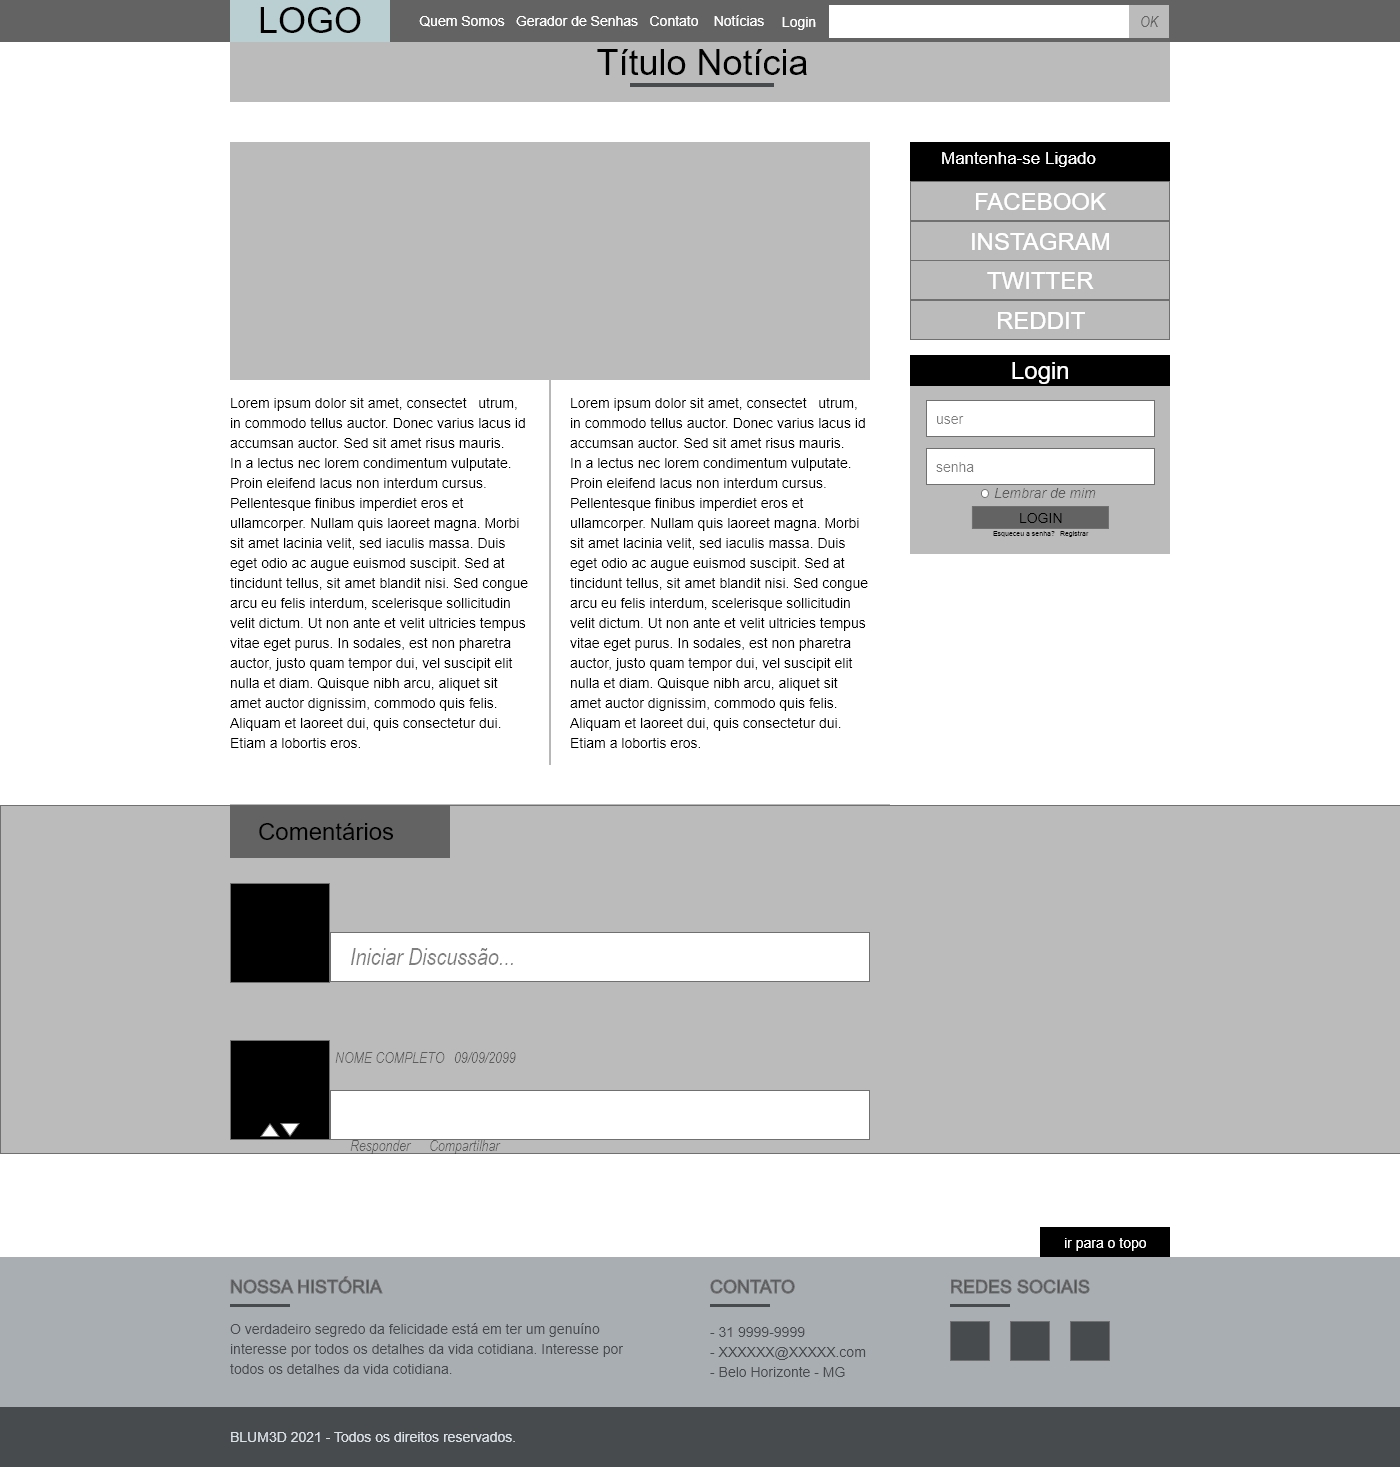 LOGO
Quem Somos Gerador de Senhas Contato Notícias Login OK
Título Notícia
Lorem ipsum dolor sit amet, consectet utrum,
in commodo tellus auctor. Donec varius lacus id
accumsan auctor. Sed sit amet risus mauris.
In a lectus nec lorem condimentum vulputate.
Proin eleifend lacus non interdum cursus.
Pellentesque finibus imperdiet eros et
ullamcorper. Nullam quis laoreet magna. Morbi
sit amet lacinia velit, sed iaculis massa. Duis
eget odio ac augue euismod suscipit. Sed at
tincidunt tellus, sit amet blandit nisi. Sed congue
arcu eu felis interdum, scelerisque sollicitudin
velit dictum. Ut non ante et velit ultricies tempus
vitae eget purus. In sodales, est non pharetra
auctor, justo quam tempor dui, vel suscipit elit
nulla et diam. Quisque nibh arcu, aliquet sit
amet auctor dignissim, commodo quis felis.
Aliquam et laoreet dui, quis consectetur dui.
Etiam a lobortis eros.
Lorem ipsum dolor sit amet, consectet utrum,
in commodo tellus auctor. Donec varius lacus id
accumsan auctor. Sed sit amet risus mauris.
In a lectus nec lorem condimentum vulputate.
Proin eleifend lacus non interdum cursus.
Pellentesque finibus imperdiet eros et
ullamcorper. Nullam quis laoreet magna. Morbi
sit amet lacinia velit, sed iaculis massa. Duis
eget odio ac augue euismod suscipit. Sed at
tincidunt tellus, sit amet blandit nisi. Sed congue
arcu eu felis interdum, scelerisque sollicitudin
velit dictum. Ut non ante et velit ultricies tempus
vitae eget purus. In sodales, est non pharetra
auctor, justo quam tempor dui, vel suscipit elit
nulla et diam. Quisque nibh arcu, aliquet sit
amet auctor dignissim, commodo quis felis.
Aliquam et laoreet dui, quis consectetur dui.
Etiam a lobortis eros.
Mantenha-se Ligado
FACEBOOK
INSTAGRAM
TWITTER
REDDIT
Login
user
senha
Lembrar de mim
LOGIN
Esqueceu a senha? Registrar
Comentários
Iniciar Discussão...
NOME COMPLETO 09/09/2099
Responder Compartilhar
ir para o topo
NOSSA HISTÓRIA
O verdadeiro segredo da felicidade está em ter um genuíno
interesse por todos os detalhes da vida cotidiana. Interesse por
todos os detalhes da vida cotidiana.
CONTATO
- 31 9999-9999
- XXXXXX@XXXXX.com
- Belo Horizonte - MG
REDES SOCIAIS
BLUM3D 2021 - Todos os direitos reservados.